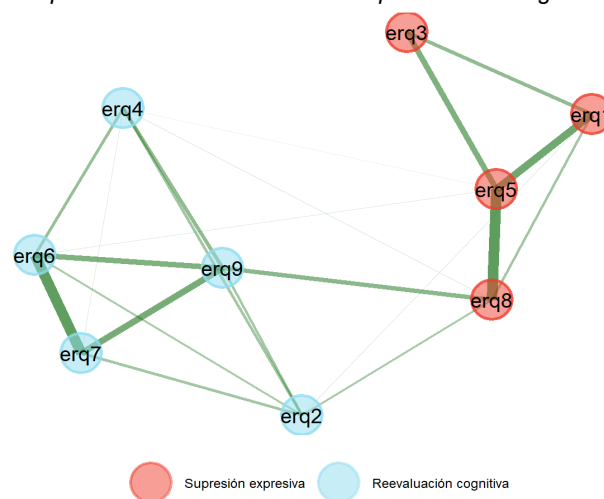 erq3
erq4
erq5
erq6
erq9
erq8
erq7
erq2
Supresión expresiva
Reevaluación cognitiva